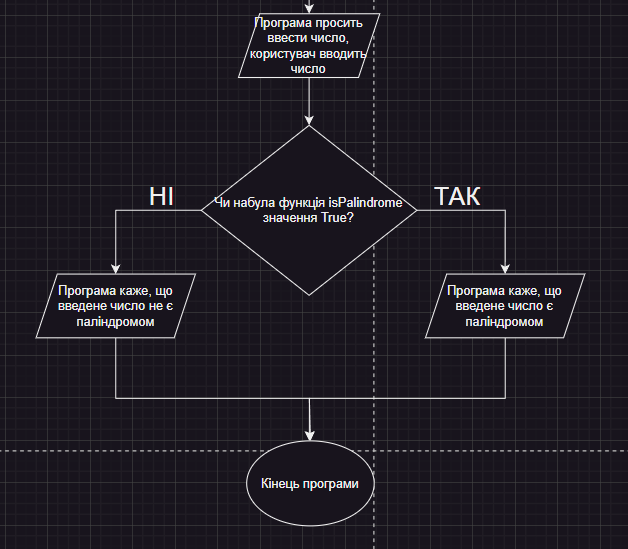 Програма просить
ввести число,
користувач вводить
число
Чи набула функція isPalindrome
значення True?
НІ
ТАК
Програма каже, що
введене число не є
паліндромом
Програма каже, що
введене число є
паліндромом
Кінець програми